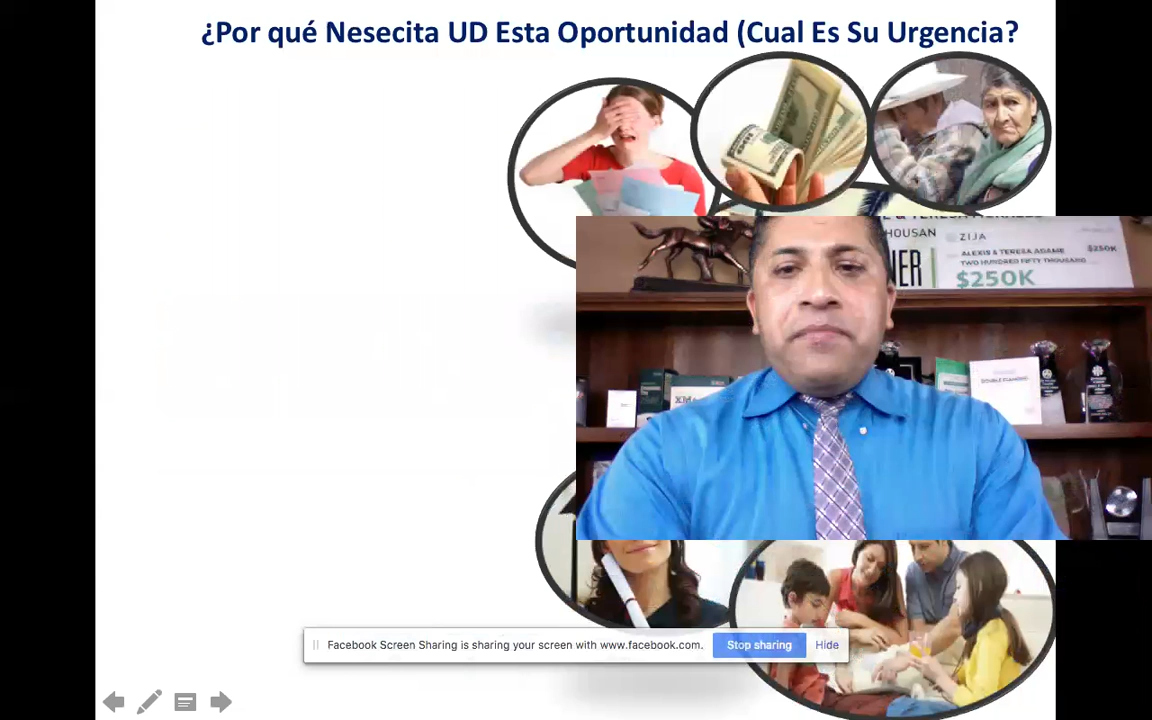 ¿Por qué Nesecita UD Esta Oportunidad (Cual Es Su Urgencia?
HOUSAN
ZIJA
NER
ALEXIS & TERESA ADAME
$250K
TWO HUNDRED FIFTY THOUSAND
$250K
DOUBLE DIAMOND
Facebook Screen Sharing is sharing your screen with www.facebook.com.
Stop sharing
Hide